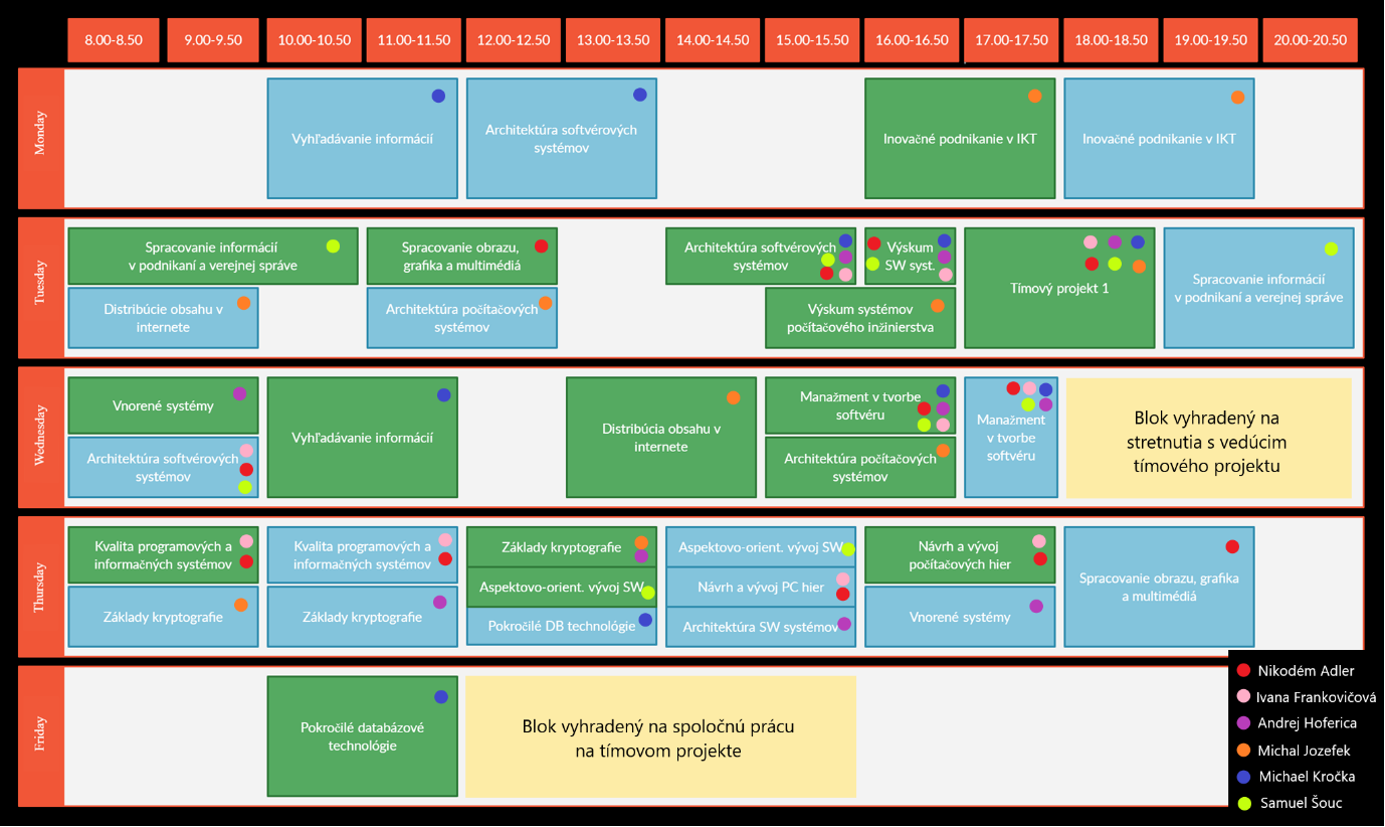 8.00-8.50
9.00-9.50
10.00-10.50
11.00-11.50
12.00-12.50
13.00-13.50
14.00-14.50
15.00-15.50
16.00-16.50
17.00-17.50
18.00-18.50
19.00-19.50
20.00-20.50
Monday
Vyhľadávanie informácií
Architektúra softvérových
systémov
Inovačné podnikanie v IKT
Inovačné podnikanie v IKT
Tuesday
Spracovanie informácií
v podnikaní a verejnej správe
Distribúcie obsahu v
internete
Spracovanie obrazu,
grafika a multimédiá
Architektúra počítačových
systémov
Architektúra softvérových
systémov
Výskum
SW syst.
Výskum systémov
počítačového inžinierstva
Tímový projekt 1
Spracovanie informácií
v podnikaní a verejnej správe
Wednesday
Vnorené systémy
Architektúra softvérových
systémov
Vyhľadávanie informácií
Distribúcia obsahu v
internete
Manažment v tvorbe
softvéru
Architektúra počítačových
systémov
Manažment
v tvorbe
softvéru
Blok vyhradený na
stretnutia s vedúcim
tímového projektu
Thursday
Kvalita programových a
informačných systémov
Základy kryptografie
Kvalita programových a
informačných systémov
Základy kryptografie
Základy kryptografie
Aspektovo-orient. vývoj SW
Pokročilé DB technológie
Aspektovo-orient. vývoj SW
Návrh a vývoj PC hier
Architektúra SW systémov
Návrh a vývoj
počítačových hier
Vnorené systémy
Spracovanie obrazu, grafika
a multimédiá
Friday
Pokročilé databázové
technológie
Blok vyhradený na spoločnú prácu
na tímovom projekte
Nikodém Adler
Ivana Frankovičová
Andrej Hoferica
Michal Jozefek
Michael Kročka
Samuel Šouc